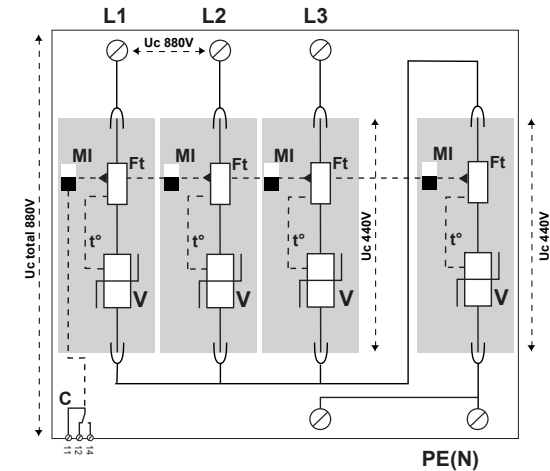 L1 L2 L3
Uc 880V
MI Ft MI Ft MI Ft MI Ft
Uc total 880V
Uc 440V
Uc 440V
t° t° t° t°
V V V V
C
11 12 14
PE(N)